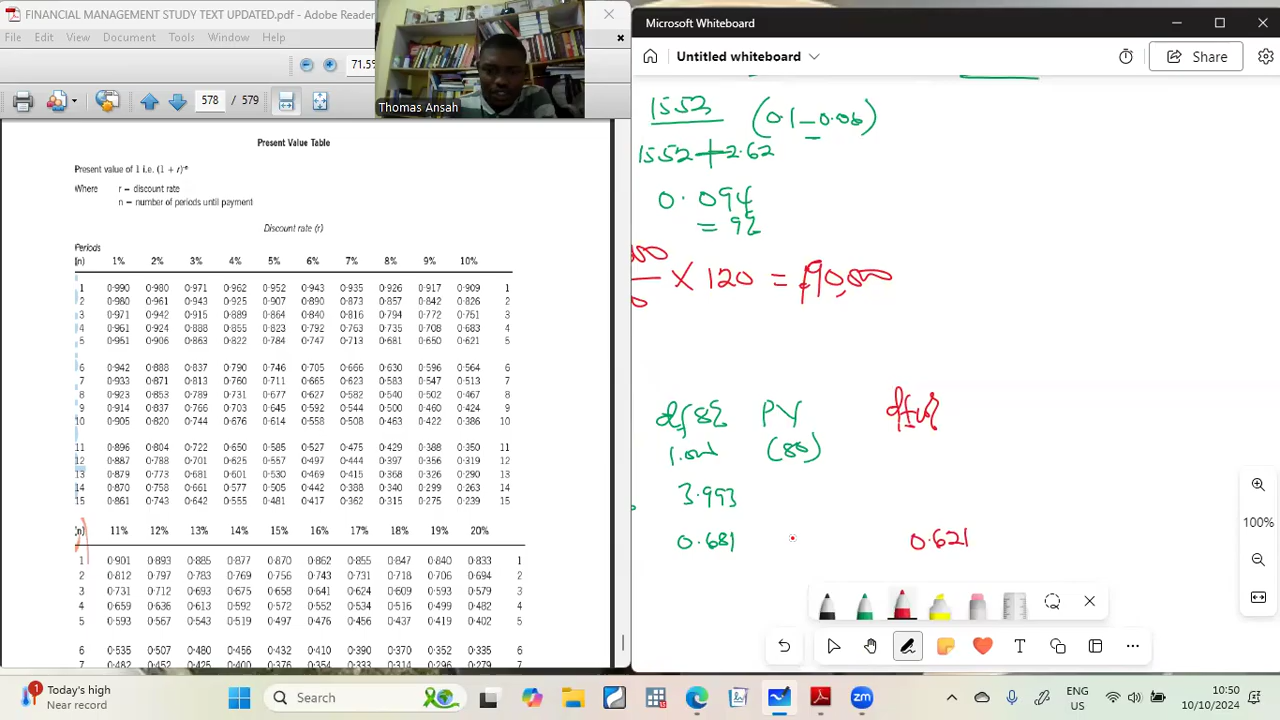 FINANCIAL MANAGEMENT STUDY TEXT UPDATED.pdf - Adobe Reader
File View Document Tools Window Help
578 / 579
71.5%
Thomas Ansah
Present Value Table
Present value of 1 i.e. (1 + r)⁻ⁿ
Where r = discount rate
n = number of periods until payment
Discount rate (r)
Periods
(n) 1% 2% 3% 4% 5% 6% 7% 8% 9% 10%
1 0·990 0·980 0·971 0·962 0·952 0·943 0·935 0·926 0·917 0·909 1
2 0·980 0·961 0·943 0·925 0·907 0·890 0·873 0·857 0·842 0·826 2
3 0·971 0·942 0·915 0·889 0·864 0·840 0·816 0·794 0·772 0·751 3
4 0·961 0·924 0·888 0·855 0·823 0·792 0·763 0·735 0·708 0·683 4
5 0·951 0·906 0·863 0·822 0·784 0·747 0·713 0·681 0·650 0·621 5
6 0·942 0·888 0·837 0·790 0·746 0·705 0·666 0·630 0·596 0·564 6
7 0·933 0·871 0·813 0·760 0·711 0·665 0·623 0·583 0·547 0·513 7
8 0·923 0·853 0·789 0·731 0·677 0·627 0·582 0·540 0·502 0·467 8
9 0·914 0·837 0·766 0·703 0·645 0·592 0·544 0·500 0·460 0·424 9
10 0·905 0·820 0·744 0·676 0·614 0·558 0·508 0·463 0·422 0·386 10
11 0·896 0·804 0·722 0·650 0·585 0·527 0·475 0·429 0·388 0·350 11
12 0·887 0·788 0·701 0·625 0·557 0·497 0·444 0·397 0·356 0·319 12
13 0·879 0·773 0·681 0·601 0·530 0·469 0·415 0·368 0·326 0·290 13
14 0·870 0·758 0·661 0·577 0·505 0·442 0·388 0·340 0·299 0·263 14
15 0·861 0·743 0·642 0·555 0·481 0·417 0·362 0·315 0·275 0·239 15
(n) 11% 12% 13% 14% 15% 16% 17% 18% 19% 20%
1 0·901 0·893 0·885 0·877 0·870 0·862 0·855 0·847 0·840 0·833 1
2 0·812 0·797 0·783 0·769 0·756 0·743 0·731 0·718 0·706 0·694 2
3 0·731 0·712 0·693 0·675 0·658 0·641 0·624 0·609 0·593 0·579 3
4 0·659 0·636 0·613 0·592 0·572 0·552 0·534 0·516 0·499 0·482 4
5 0·593 0·567 0·543 0·519 0·497 0·476 0·456 0·437 0·419 0·402 5
0·535 0·507 0·480 0·456 0·432 0·410 0·390 0·370 0·352 0·335 6
7 0·482 0·452 0·376 0·354 0·333 0·314 0·296 0·279 7
Microsoft Whiteboard
Untitled whiteboard
Share
1552 (0.1-0.06)
1552+2.62
0.094
= 9%
X 120 = 190,000
df8% PV
(80)
3.993
0.681 0.621
100%
1 Today's high
Near record
Search
zm
ENG
US
10:50
10/10/2024